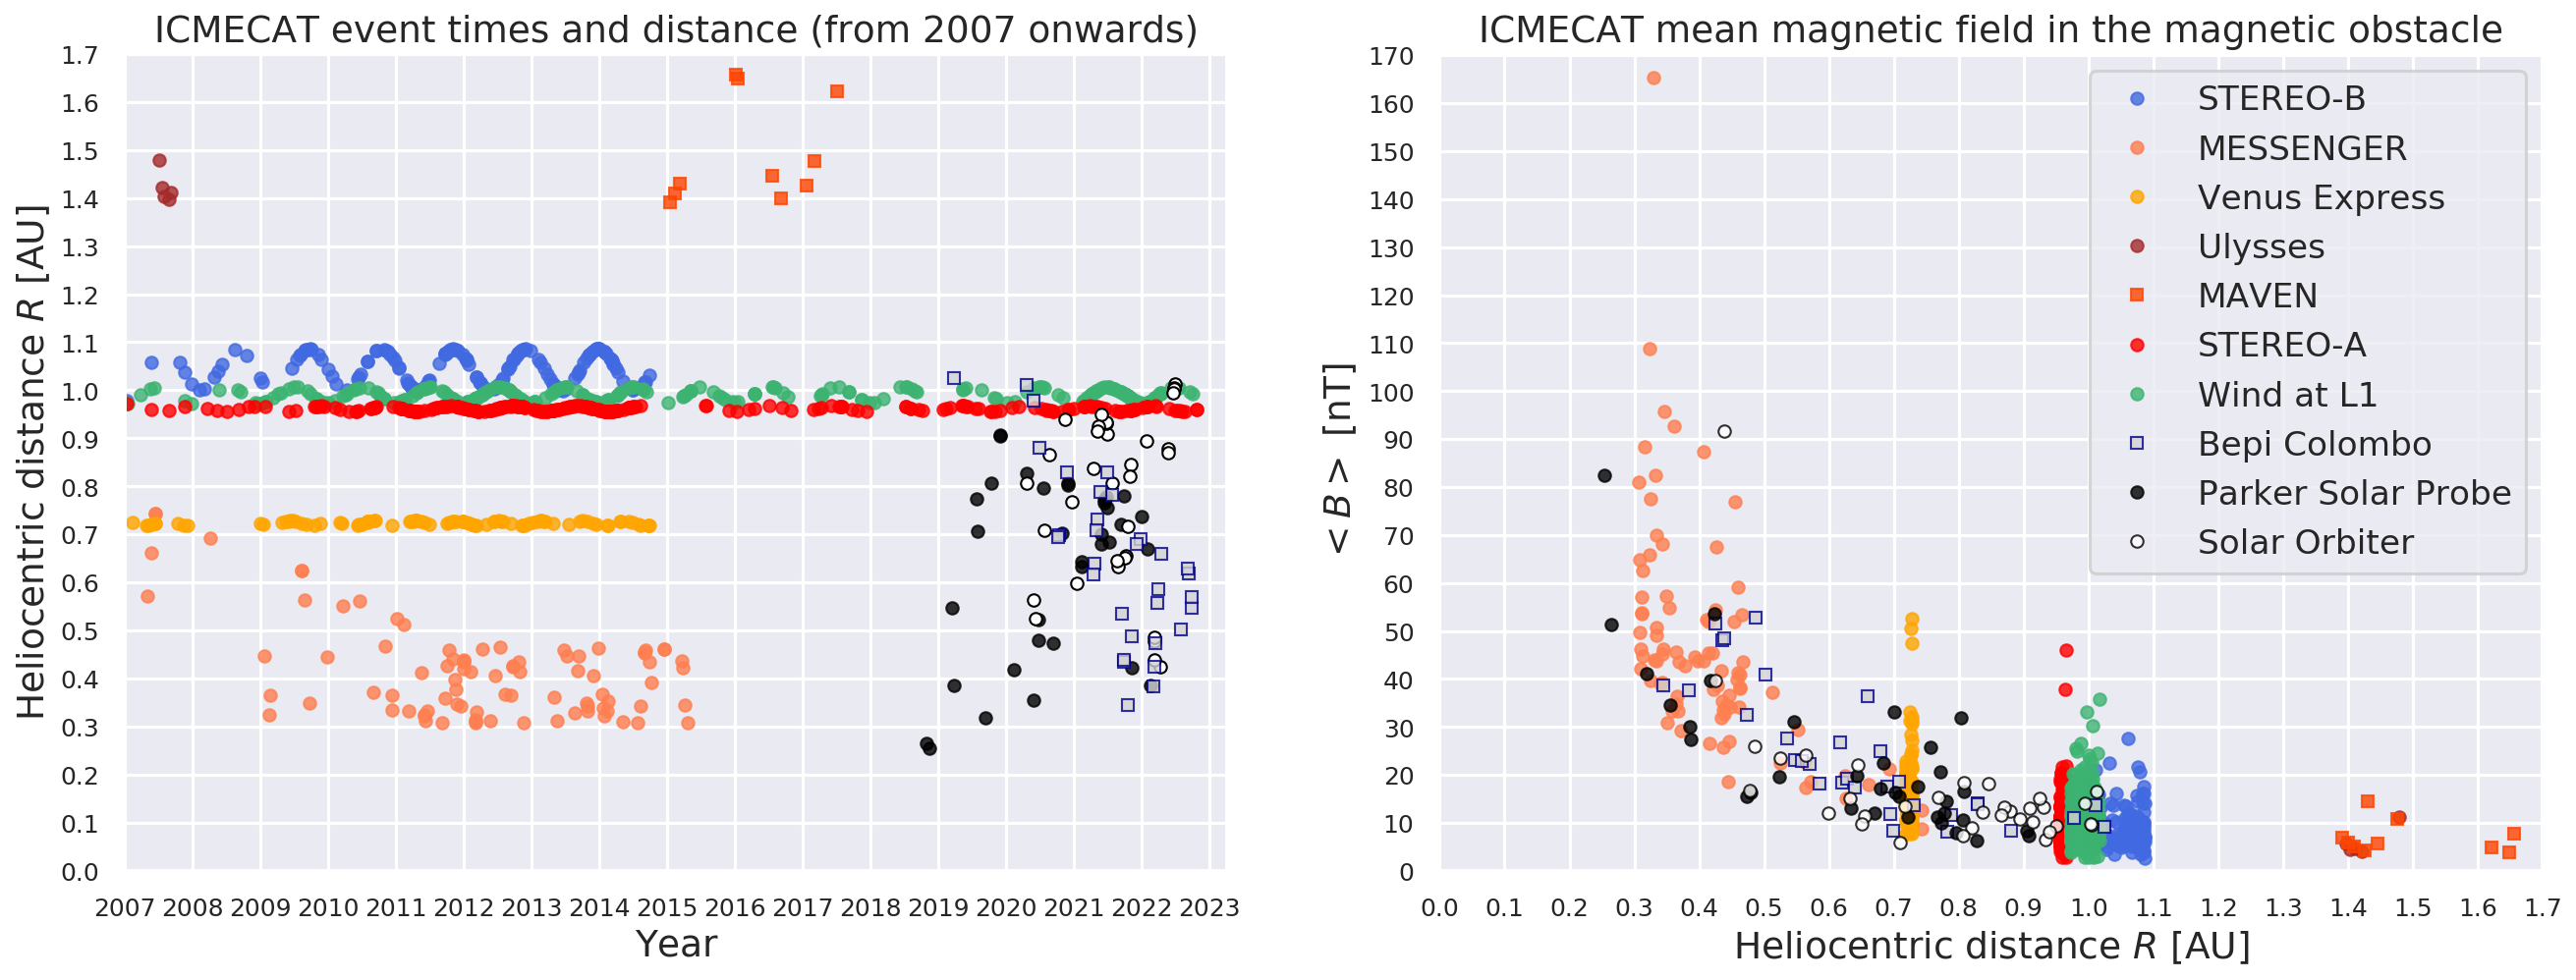 ICMECAT event times and distance (from 2007 onwards)
Heliocentric distance R [AU]
1.7
1.6
1.5
1.4
1.3
1.2
1.1
1.0
0.9
0.8
0.7
0.6
0.5
0.4
0.3
0.2
0.1
0.0
2007 2008 2009 2010 2011 2012 2013 2014 2015 2016 2017 2018 2019 2020 2021 2022 2023
Year
ICMECAT mean magnetic field in the magnetic obstacle
< B > [nT]
170
160
150
140
130
120
110
100
90
80
70
60
50
40
30
20
10
0
STEREO-B
MESSENGER
Venus Express
Ulysses
MAVEN
STEREO-A
Wind at L1
Bepi Colombo
Parker Solar Probe
Solar Orbiter
0.0 0.1 0.2 0.3 0.4 0.5 0.6 0.7 0.8 0.9 1.0 1.1 1.2 1.3 1.4 1.5 1.6 1.7
Heliocentric distance R [AU]